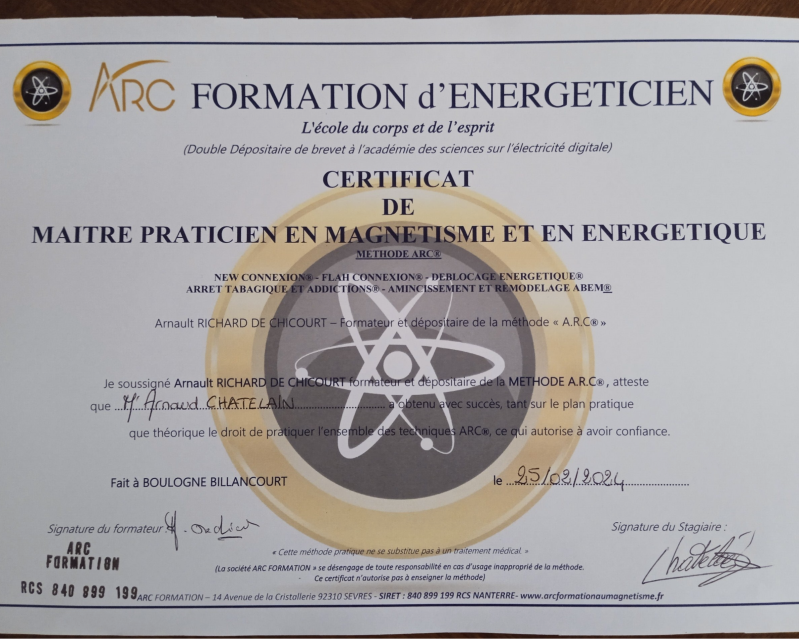 ARC FORMATION d'ENERGETICIEN
L'école du corps et de l'esprit
(Double Dépositaire de brevet à l'académie des sciences sur l'électricité digitale)
CERTIFICAT
DE
MAITRE PRATICIEN EN MAGNETISME ET EN ENERGETIQUE
METHODE ARC®
NEW CONNEXION® - FLAH CONNEXION® - DEBLOCAGE ENERGETIQUE®
ARRET TABAGIQUE ET ADDICTIONS® - AMINCISSEMENT ET REMODELAGE ABEM®
Arnault RICHARD DE CHICOURT – Formateur et dépositaire de la méthode « A.R.C® »
Je soussigné Arnault RICHARD DE CHICOURT formateur et dépositaire de la METHODE A.R.C® , atteste
que ...Mr Arnaud CHATELAIN........................... a obtenu avec succès, tant sur le plan pratique
que théorique le droit de pratiquer l'ensemble des techniques ARC®, ce qui autorise à avoir confiance.
Fait à BOULOGNE BILLANCOURT le ...25/02/2024....................
Signature du formateur : Signature du Stagiaire :
ARC
FORMATION
« Cette méthode pratique ne se substitue pas à un traitement médical. »
(La société ARC FORMATION » se désengage de toute responsabilité en cas d'usage inapproprié de la méthode.
Ce certificat n'autorise pas à enseigner la méthode)
RCS 840 899 199
ARC FORMATION – 14 Avenue de la Cristallerie 92310 SEVRES - SIRET : 840 899 199 RCS NANTERRE- www.arcformationaumagnetisme.fr